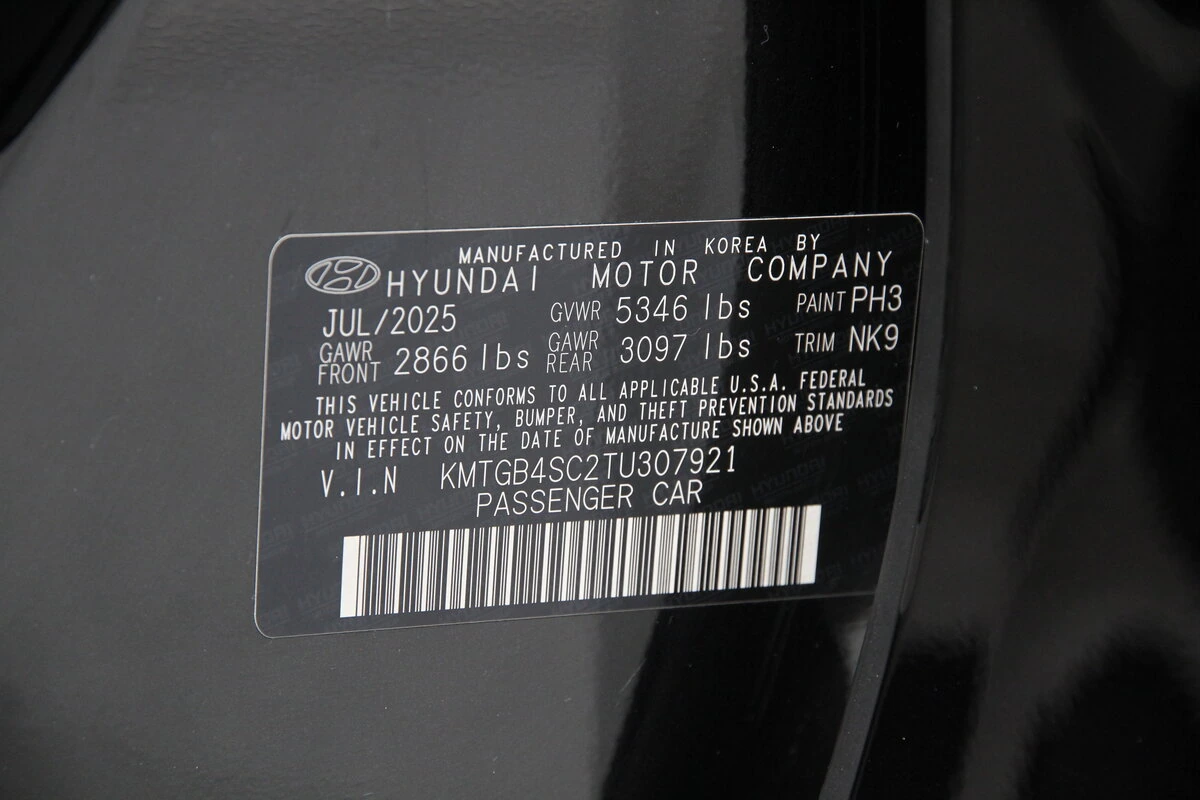 MANUFACTURED IN KOREA BY
HYUNDAI MOTOR COMPANY
JUL/2025 GVWR 5346 lbs PAINT PH3
GAWR FRONT 2866 lbs GAWR REAR 3097 lbs TRIM NK9
THIS VEHICLE CONFORMS TO ALL APPLICABLE U.S.A. FEDERAL
MOTOR VEHICLE SAFETY, BUMPER, AND THEFT PREVENTION STANDARDS
IN EFFECT ON THE DATE OF MANUFACTURE SHOWN ABOVE
V.I.N KMTGB4SC2TU307921
PASSENGER CAR